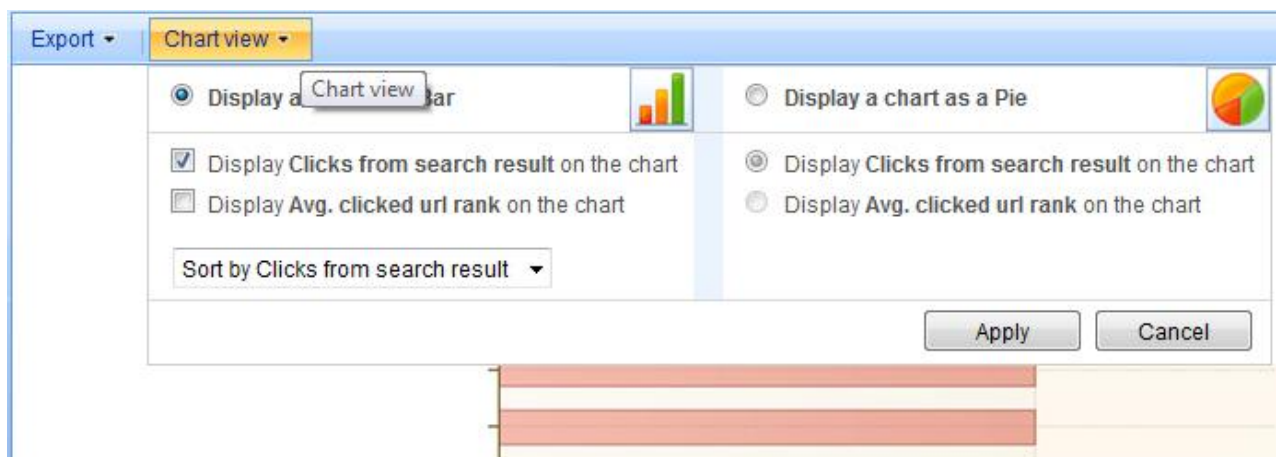 Export
Chart view
Chart view
Display a Bar
Display a chart as a Pie
Display Clicks from search result on the chart
Display Avg. clicked url rank on the chart
Display Clicks from search result on the chart
Display Avg. clicked url rank on the chart
Sort by Clicks from search result
Apply
Cancel